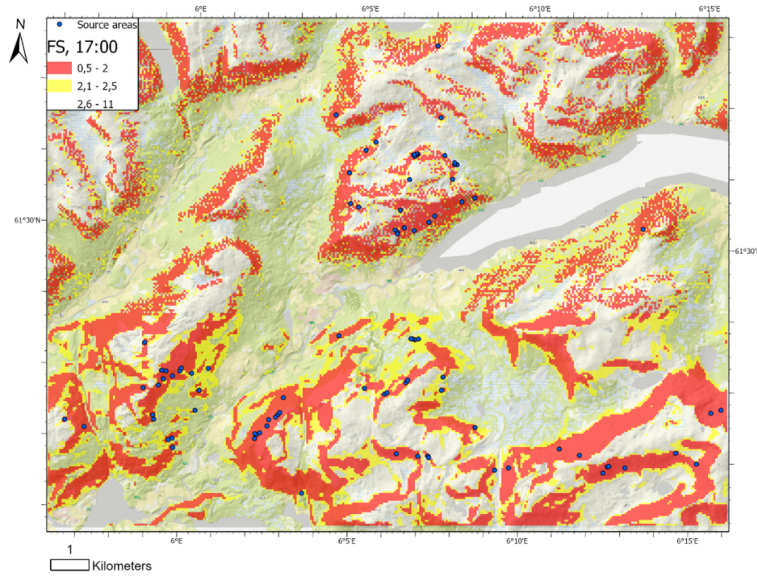 6°E 6°5'E 6°10'E 6°15'E
N
Source areas
FS, 17:00
0,5 - 2
2,1 - 2,5
2,6 - 11
61°30'N
61°30'N
6°E 6°5'E 6°10'E 6°15'E
1
Kilometers